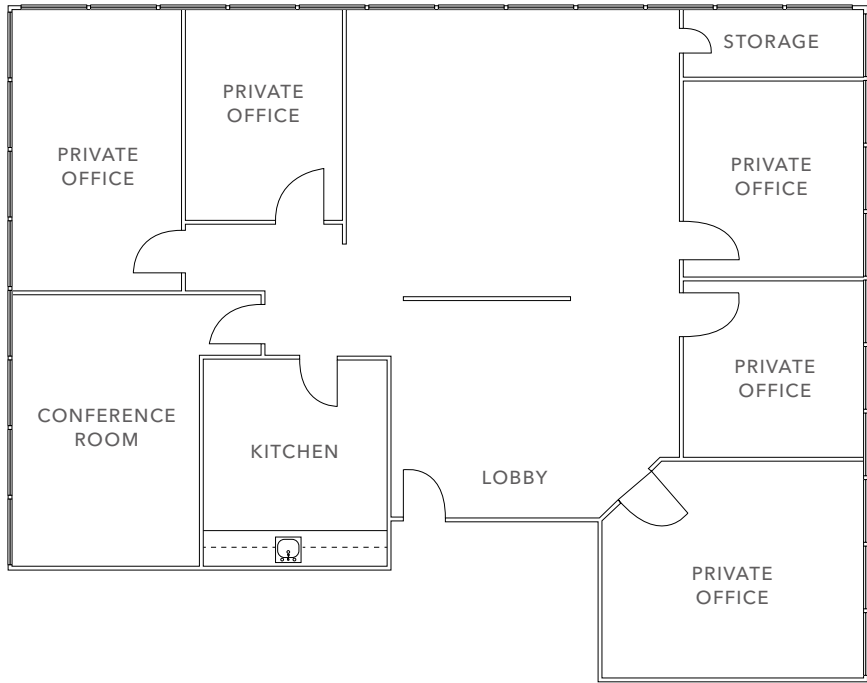 STORAGE
PRIVATE
OFFICE
PRIVATE
OFFICE
PRIVATE
OFFICE
PRIVATE
OFFICE
CONFERENCE
ROOM
KITCHEN
LOBBY
PRIVATE
OFFICE